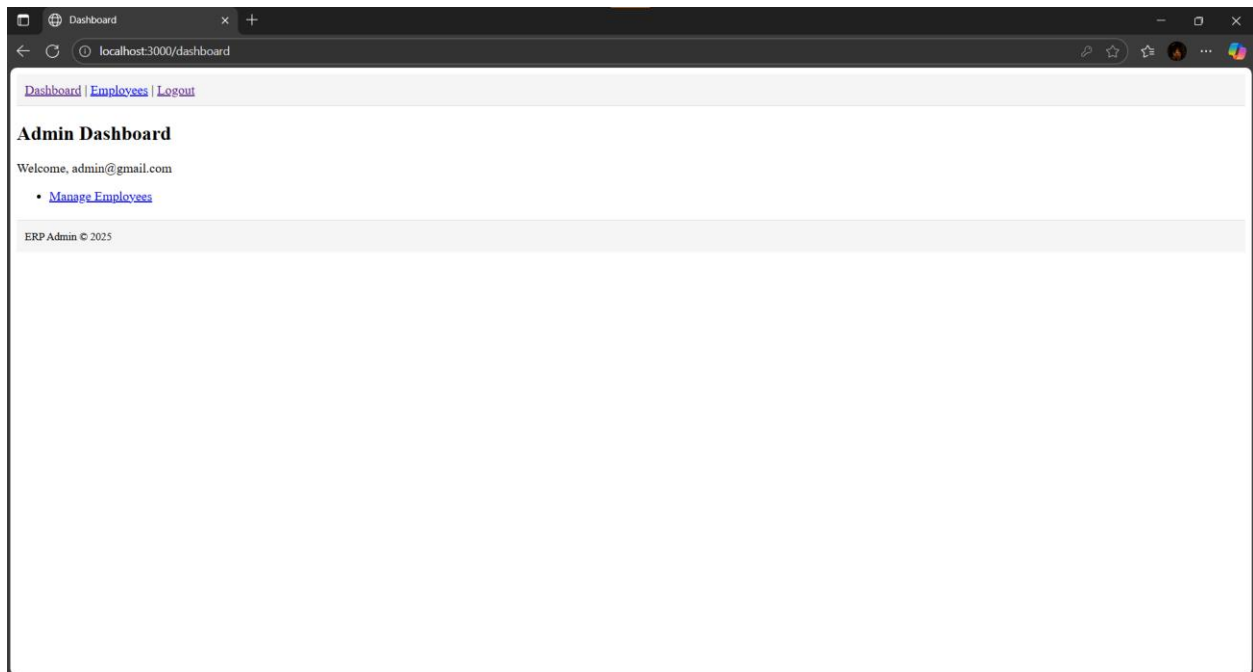 Dashboard
localhost:3000/dashboard
Dashboard | Employees | Logout
Admin Dashboard
Welcome, admin@gmail.com
• Manage Employees
ERP Admin © 2025